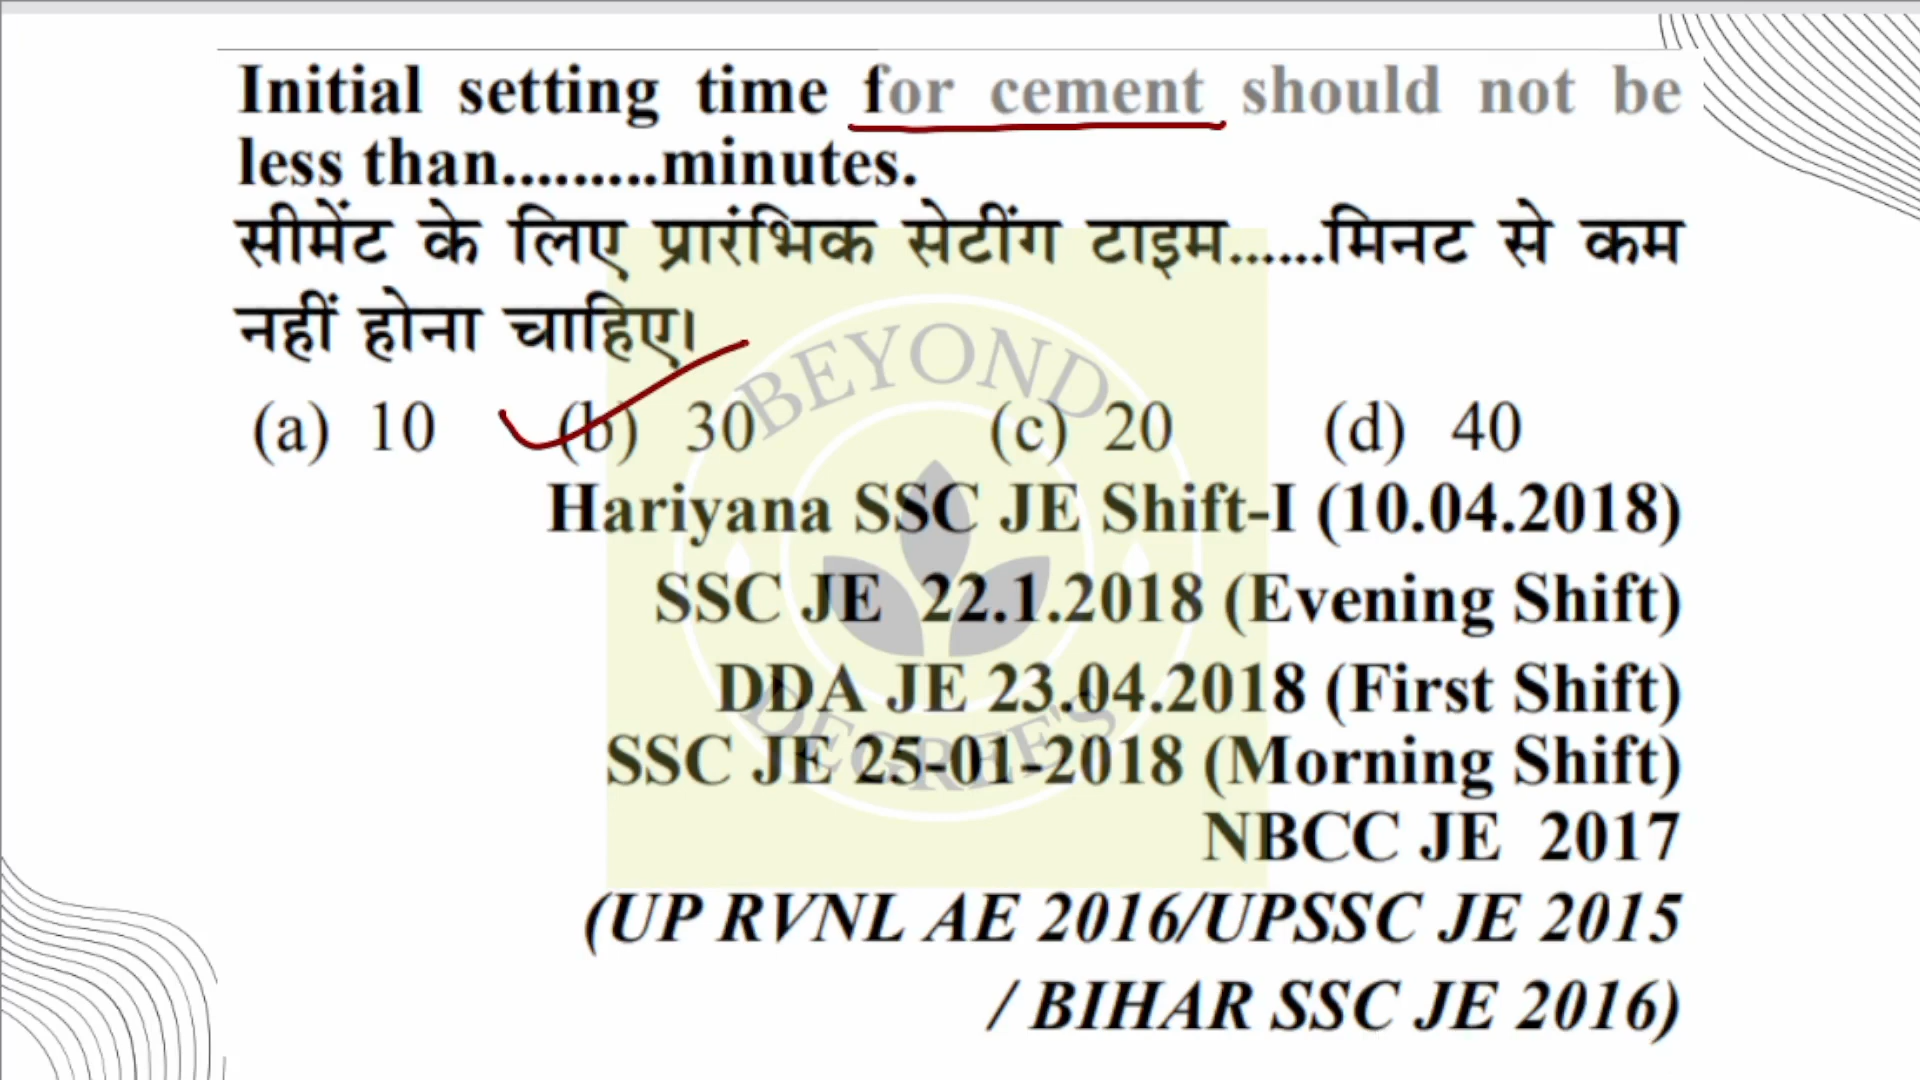 Initial setting time for cement should not be
less than.........minutes.
सीमेंट के लिए प्रारंभिक सेटींग टाइम......मिनट से कम
नहीं होना चाहिए।
(a) 10 (b) 30 (c) 20 (d) 40
Hariyana SSC JE Shift-I (10.04.2018)
SSC JE 22.1.2018 (Evening Shift)
DDA JE 23.04.2018 (First Shift)
SSC JE 25-01-2018 (Morning Shift)
NBCC JE 2017
(UP RVNL AE 2016/UPSSC JE 2015
/ BIHAR SSC JE 2016)
BEYOND
DEGREE'S